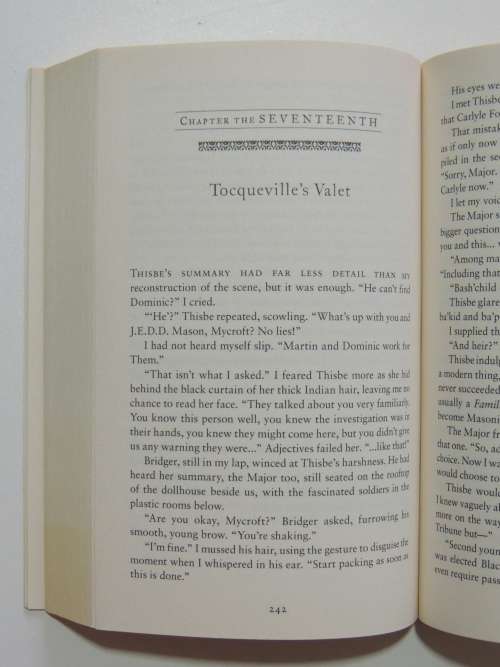 CHAPTER THE SEVENTEENTH
Tocqueville's Valet
THISBE'S SUMMARY HAD FAR LESS DETAIL THAN MY
reconstruction of the scene, but it was enough. “He can't find
Dominic?” I cried.
“‘He’?” Thisbe repeated, scowling. “What's up with you and
J.E.D.D. Mason, Mycroft? No lies!”
I had not heard myself slip. “Martin and Dominic work for
Them.”
“That isn't what I asked.” I feared Thisbe more as she hid
behind the black curtain of her thick Indian hair, leaving me no
chance to read her face. “They talked about you very familiarly.
You know this person well, you knew the investigation was in
their hands, you knew they might come here, but you didn't give
us any warning they were...” Adjectives failed her. “...like that!”
Bridger, still in my lap, winced at Thisbe's harshness. He had
heard her summary, the Major too, still seated on the rooftop
of the dollhouse beside us, with the fascinated soldiers in the
plastic rooms below.
“Are you okay, Mycroft?” Bridger asked, furrowing his
smooth, young brow. “You're shaking.”
“I'm fine.” I mussed his hair, using the gesture to disguise the
moment when I whispered in his ear. “Start packing as soon as
this is done.”
242
His eyes we
I met Thisbe
that Carlyle Fo
That mistak
as if only now
piled in the sec
“Sorry, Major.
Carlyle now.”
I let my voic
The Major s
bigger question
you and this...
“Among ma
“including that
“Bash'child
Thisbe glare
ba'kid and ba'p
I supplied th
“And heir?”
Thisbe indulg
a modern thing,
never succeeded
usually a Famil
become Masoni
The Major fr
that one. “So, ad
choice. Now I w
would choose to
Thisbe would
I knew vaguely al
more on the way
Tribune but—”
“Second youn
was elected Blac
even require pass